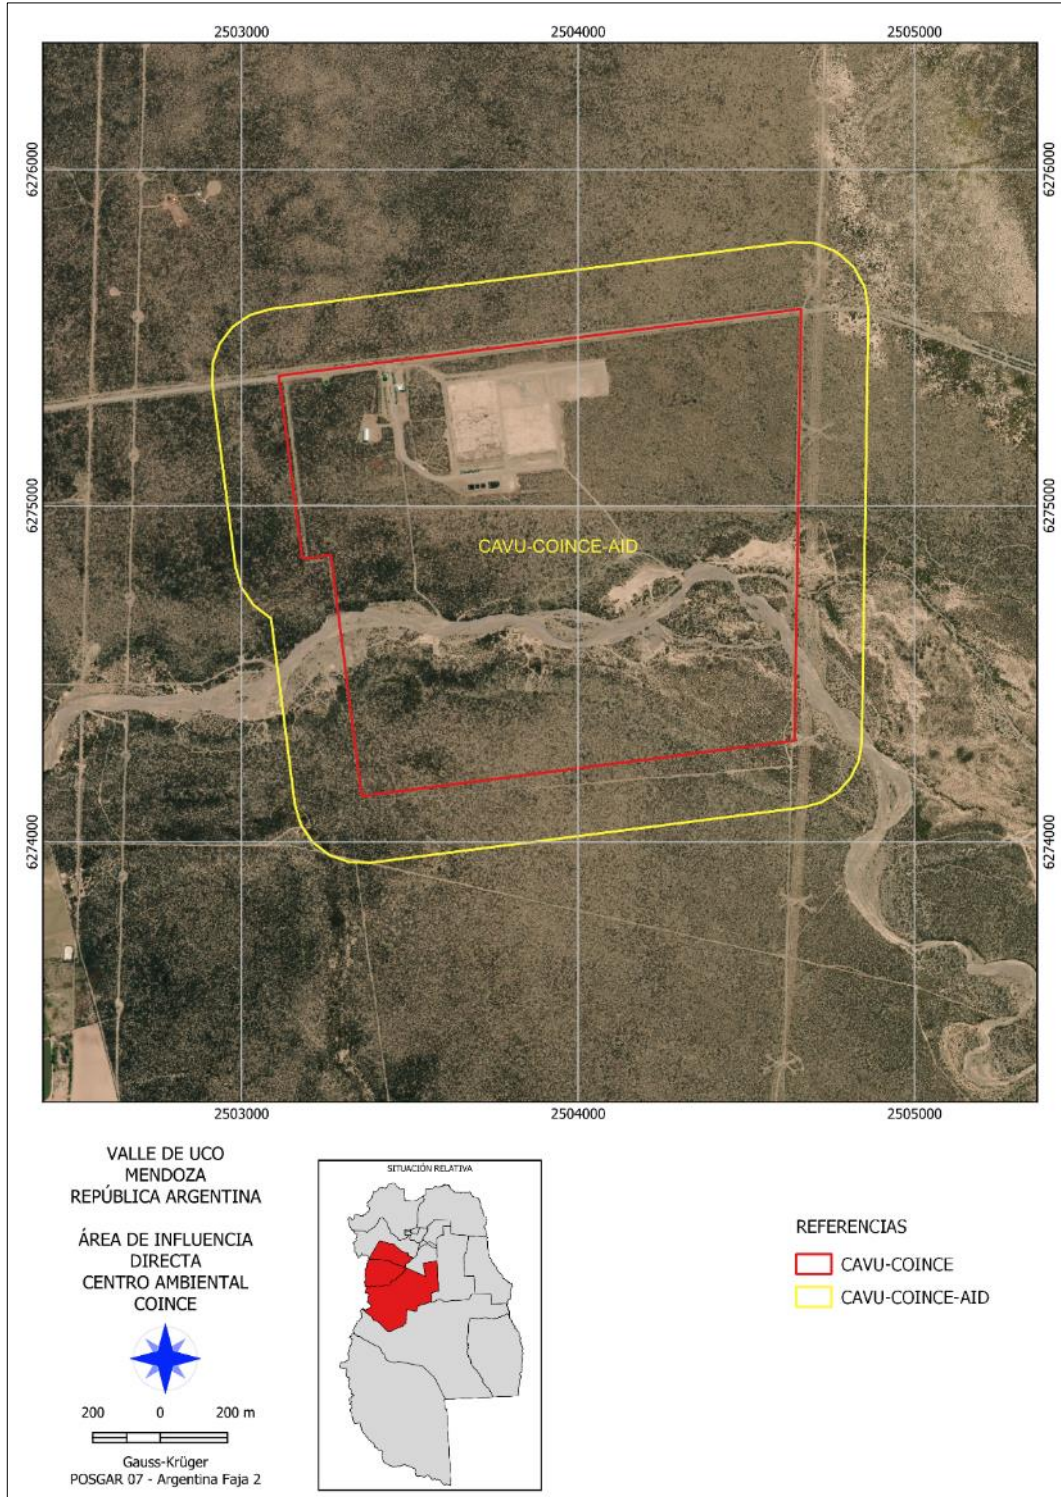 2503000
2504000
2505000
6276000
6276000
6275000
6275000
CAVU-COINCE-AID
6274000
6274000
2503000
2504000
2505000
VALLE DE UCO
MENDOZA
REPÚBLICA ARGENTINA
ÁREA DE INFLUENCIA
DIRECTA
CENTRO AMBIENTAL
COINCE
200 0 200 m
Gauss-Krüger
POSGAR 07 - Argentina Faja 2
SITUACIÓN RELATIVA
REFERENCIAS
CAVU-COINCE
CAVU-COINCE-AID